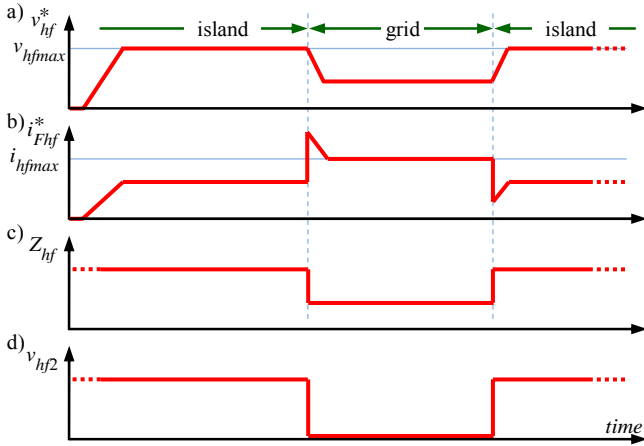 a) v*hf island grid island
vhfmax
b) i*Fhf
ihfmax
c) Zhf
d) vhf2
time